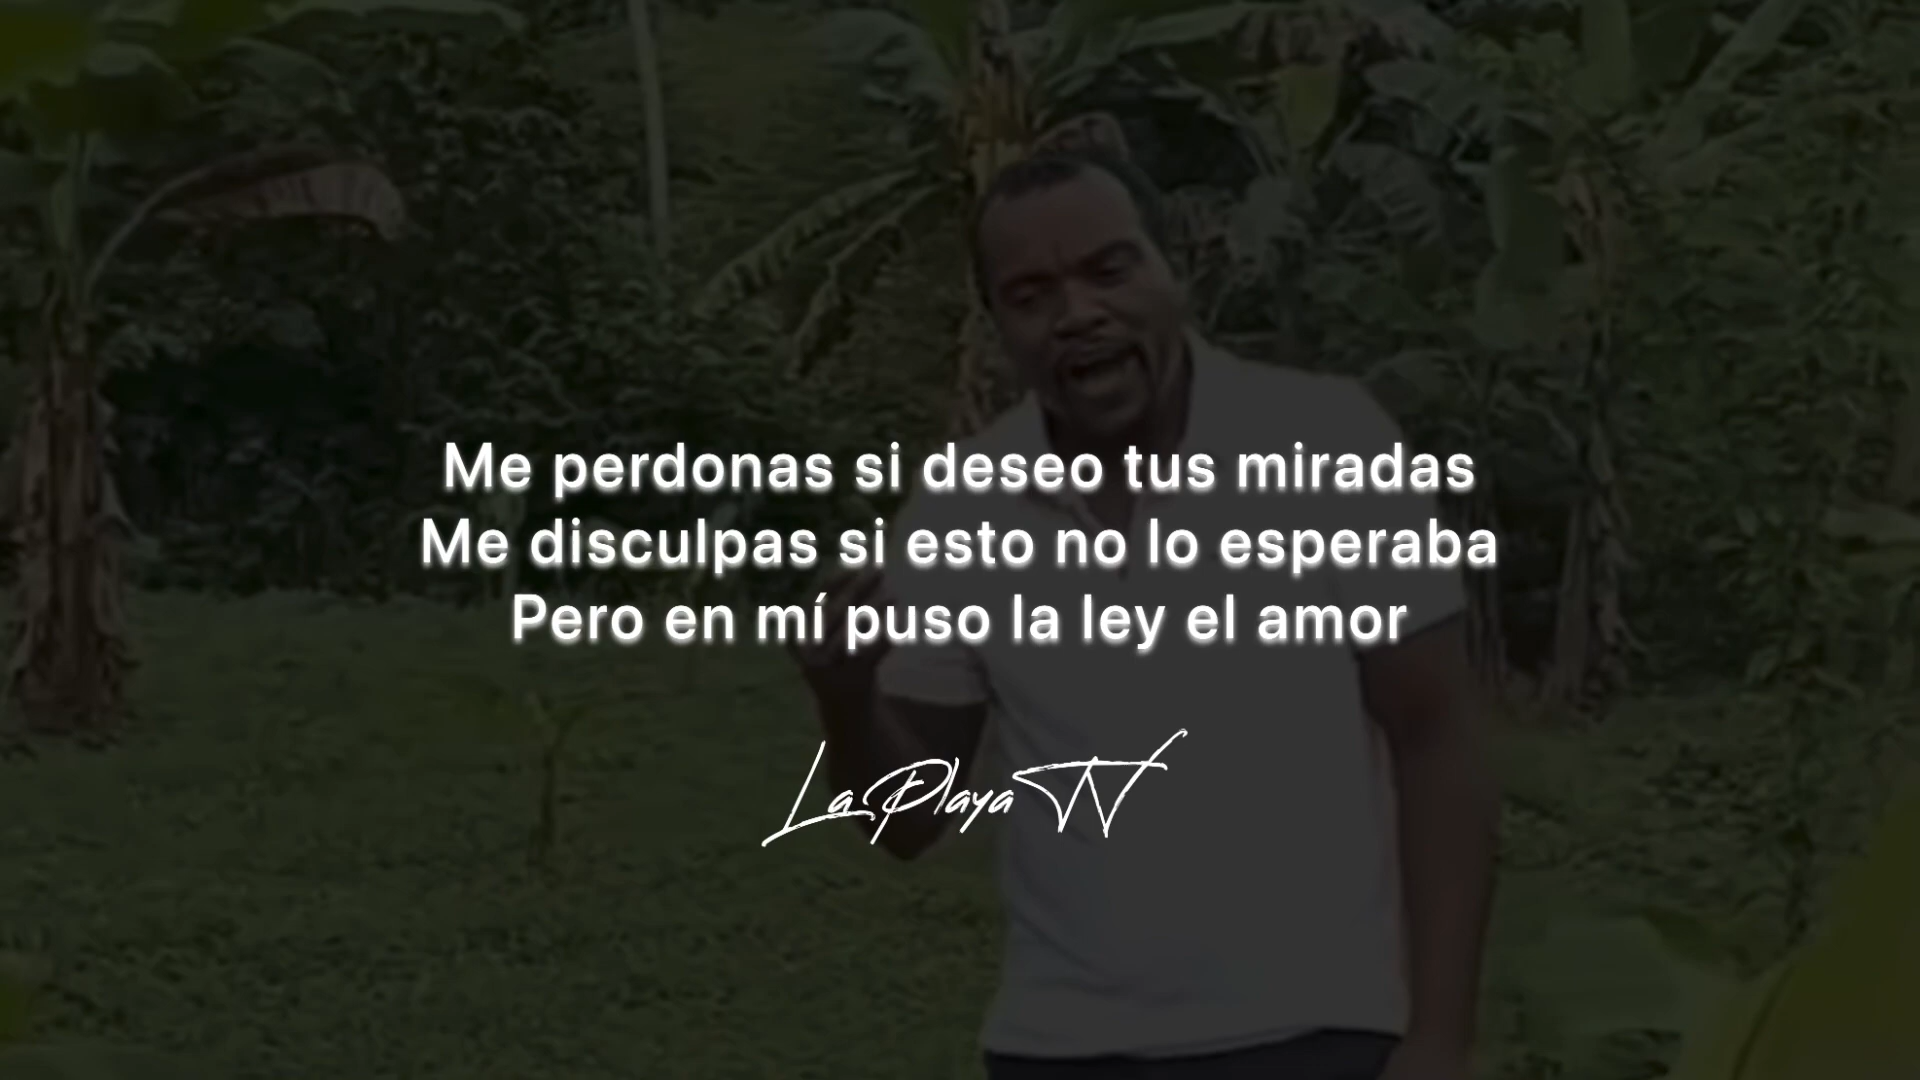 Me perdonas si deseo tus miradas
Me disculpas si esto no lo esperaba
Pero en mí puso la ley el amor
La Playa TV